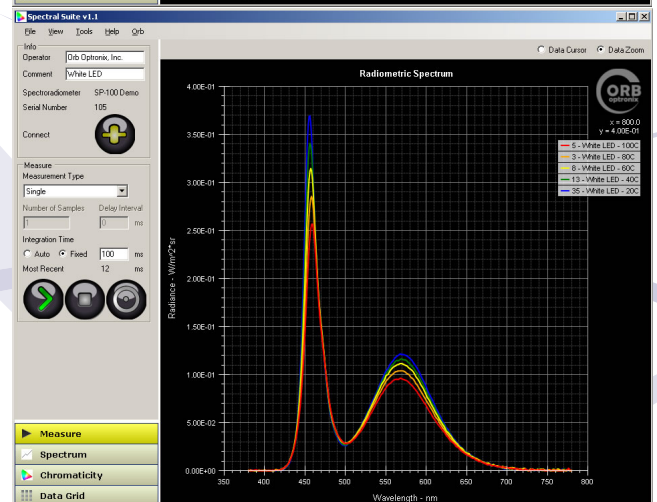 Spectral Suite v1.1
File View Tools Help Orb
Info
Operator Orb Optronix, Inc.
Comment White LED
Spectroradiometer SP-100 Demo
Serial Number 105
Connect
Measure
Measurement Type
Single
Number of Samples Delay Interval
1 0 ms
Integration Time
Auto Fixed 100 ms
Most Recent 12 ms
Measure
Spectrum
Chromaticity
Data Grid
Data Cursor Data Zoom
Radiometric Spectrum
ORB
optronix
x = 800.0
y = 4.00E-01
5 - White LED - 100C
3 - White LED - 80C
8 - White LED - 60C
13 - White LED - 40C
35 - White LED - 20C
Radiance - W/m^2*sr
4.00E-01
3.50E-01
3.00E-01
2.50E-01
2.00E-01
1.50E-01
1.00E-01
5.00E-02
0.00E+00
350 400 450 500 550 600 650 700 750 800
Wavelength - nm